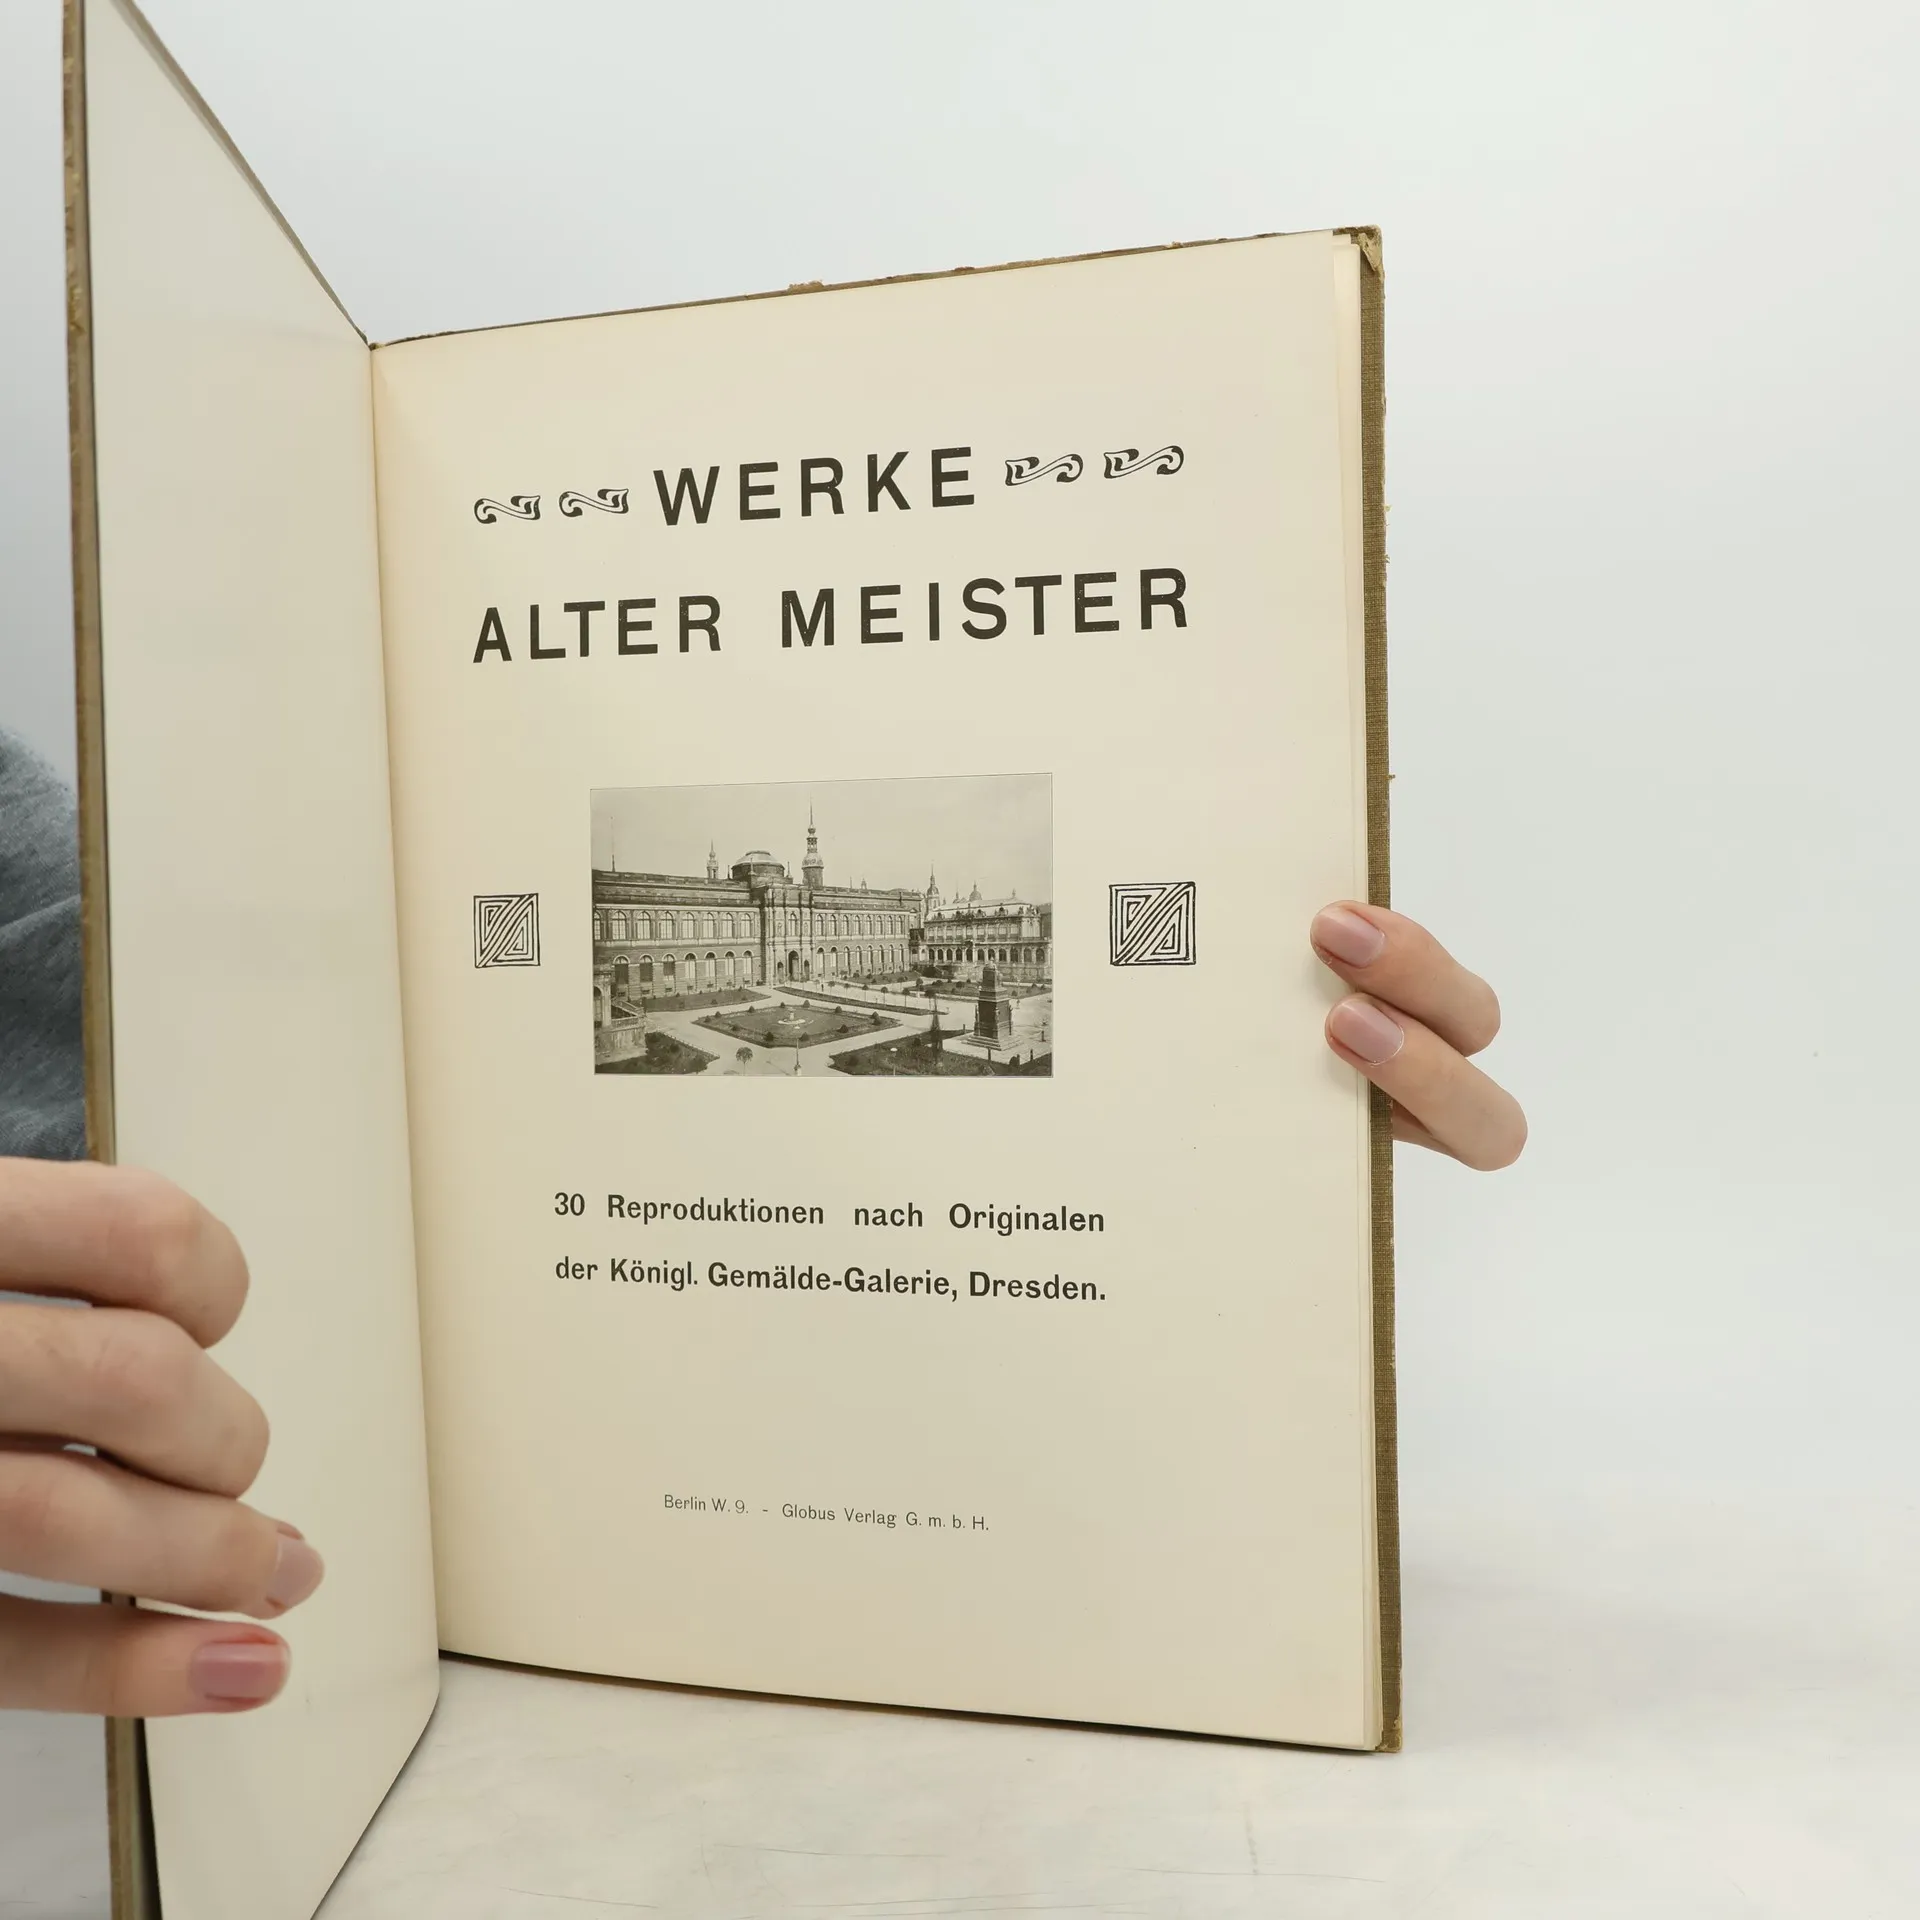 WERKE
ALTER MEISTER
30 Reproduktionen nach Originalen
der Königl. Gemälde-Galerie, Dresden.
Berlin W. 9. - Globus Verlag G. m. b. H.